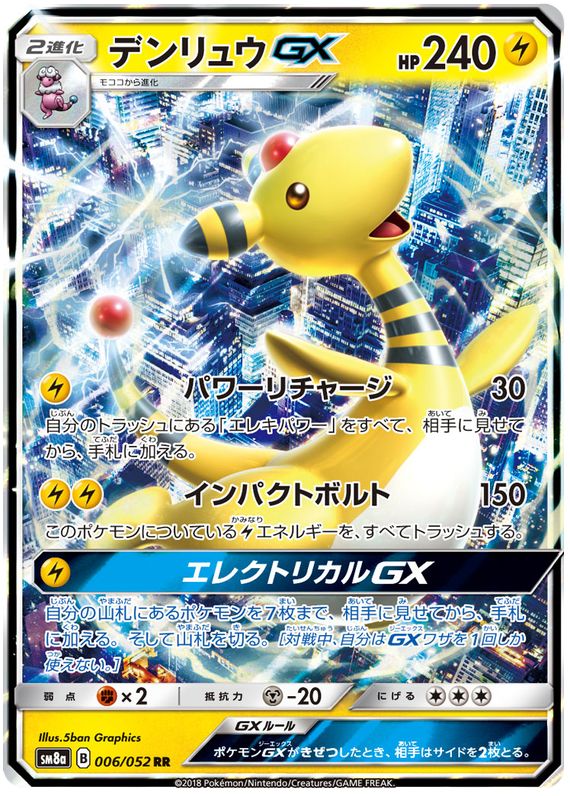 2進化 デンリュウGX HP240
モココから進化
パワーリチャージ 30
自分のトラッシュにある「エレキパワー」をすべて、相手に見せて
から、手札に加える。
インパクトボルト 150
このポケモンについているエネルギーを、すべてトラッシュする。
エレクトリカルGX
自分の山札にあるポケモンを7枚まで、相手に見せてから、手札
に加える。そして山札を切る。[対戦中、自分はGXワザを1回しか
使えない。]
弱点 ×2 抵抗力 -20 にげる
Illus.5ban Graphics
GXルール
ポケモンGXがきぜつしたとき、相手はサイドを2枚とる。
SM8a B 006/052 RR
©2018 Pokémon/Nintendo/Creatures/GAME FREAK.